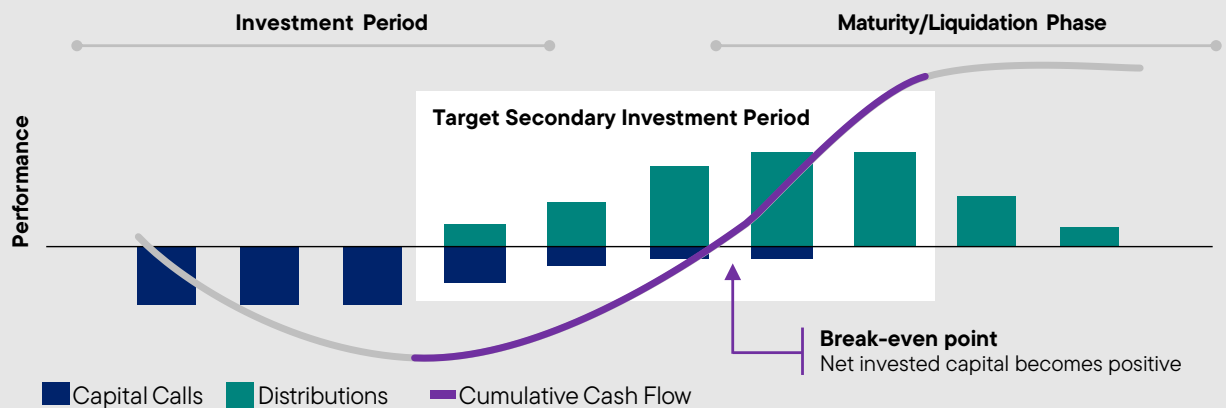 Investment Period
Maturity/Liquidation Phase
Performance
Target Secondary Investment Period
Break-even point
Net invested capital becomes positive
Capital Calls
Distributions
Cumulative Cash Flow